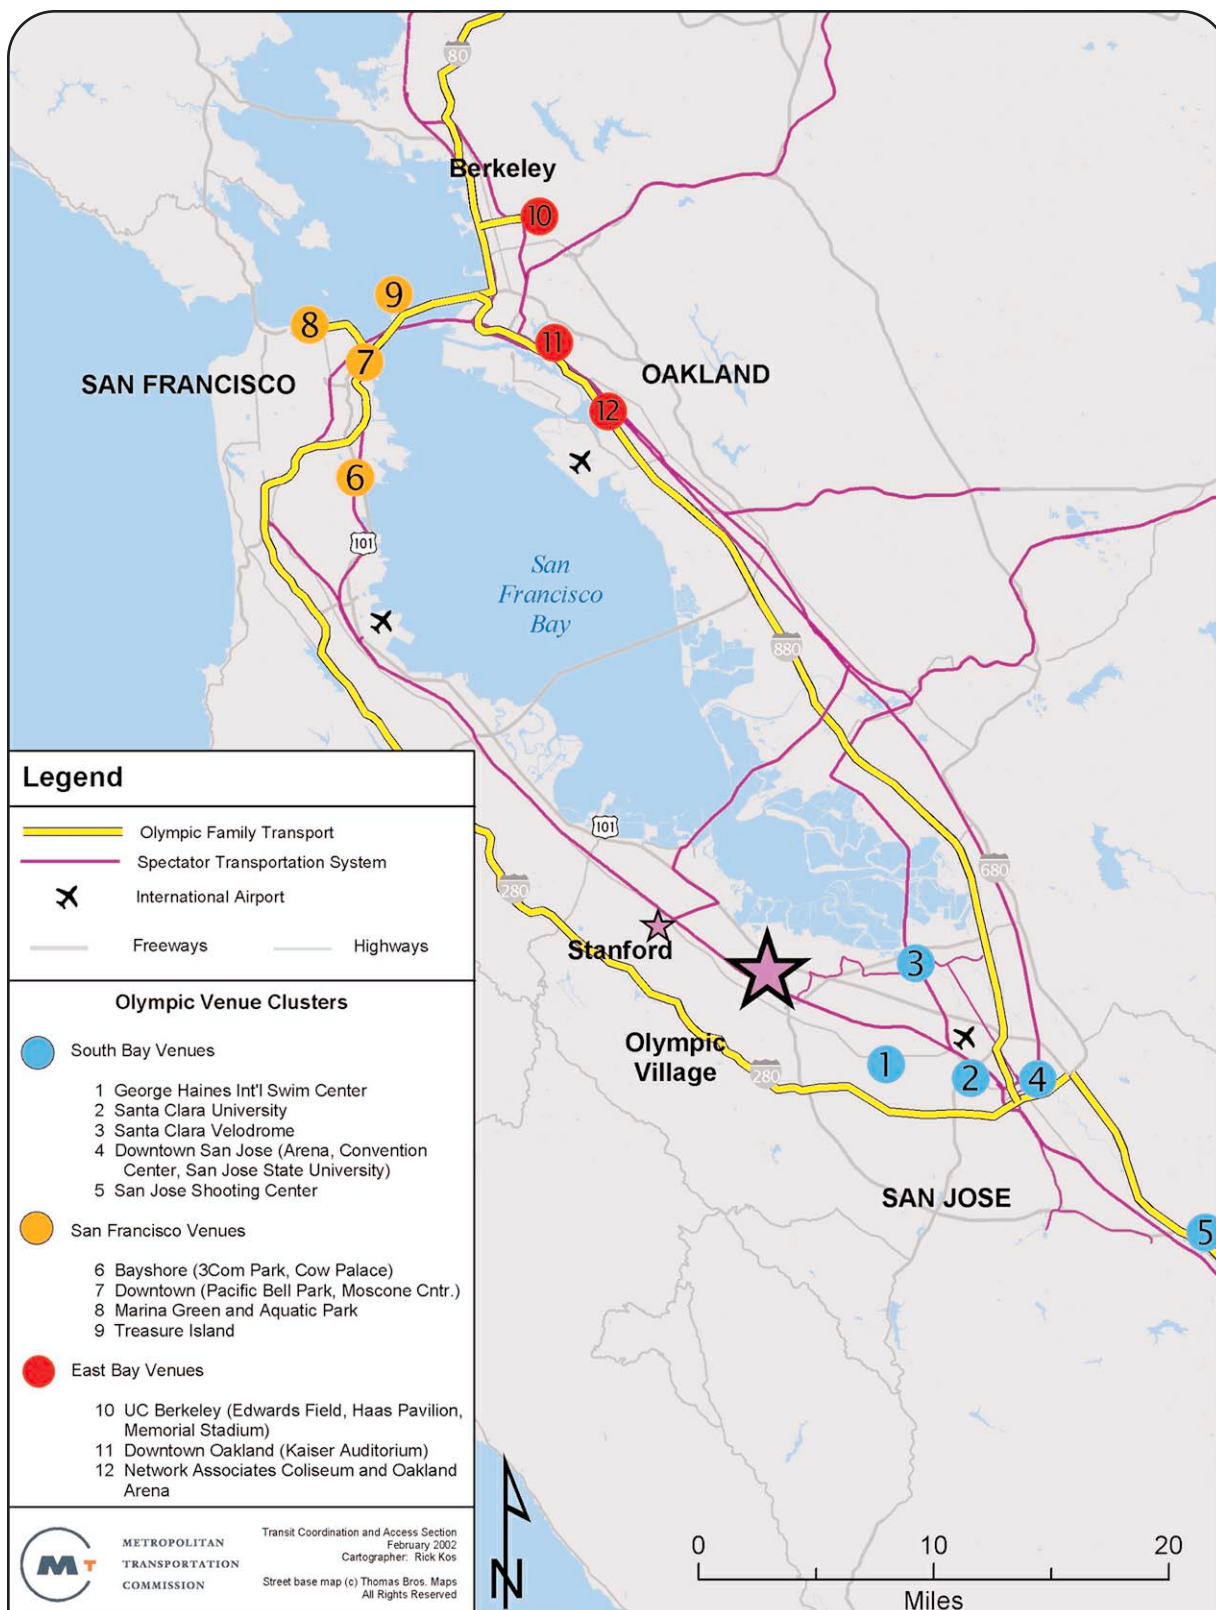 80
Berkeley
10
9
8
7
11
SAN FRANCISCO
OAKLAND
12
6
101
San
Francisco
Bay
880
Legend
Olympic Family Transport
Spectator Transportation System
International Airport
Freeways
Highways
101
680
280
Stanford
3
Olympic
Village
280
1
2
4
SAN JOSE
5
Olympic Venue Clusters
South Bay Venues
1 George Haines Int'l Swim Center
2 Santa Clara University
3 Santa Clara Velodrome
4 Downtown San Jose (Arena, Convention
Center, San Jose State University)
5 San Jose Shooting Center
San Francisco Venues
6 Bayshore (3Com Park, Cow Palace)
7 Downtown (Pacific Bell Park, Moscone Cntr.)
8 Marina Green and Aquatic Park
9 Treasure Island
East Bay Venues
10 UC Berkeley (Edwards Field, Haas Pavilion,
Memorial Stadium)
11 Downtown Oakland (Kaiser Auditorium)
12 Network Associates Coliseum and Oakland
Arena
MT
METROPOLITAN
TRANSPORTATION
COMMISSION
Transit Coordination and Access Section
February 2002
Cartographer: Rick Kos
Street base map (c) Thomas Bros. Maps
All Rights Reserved
N
0 10 20
Miles